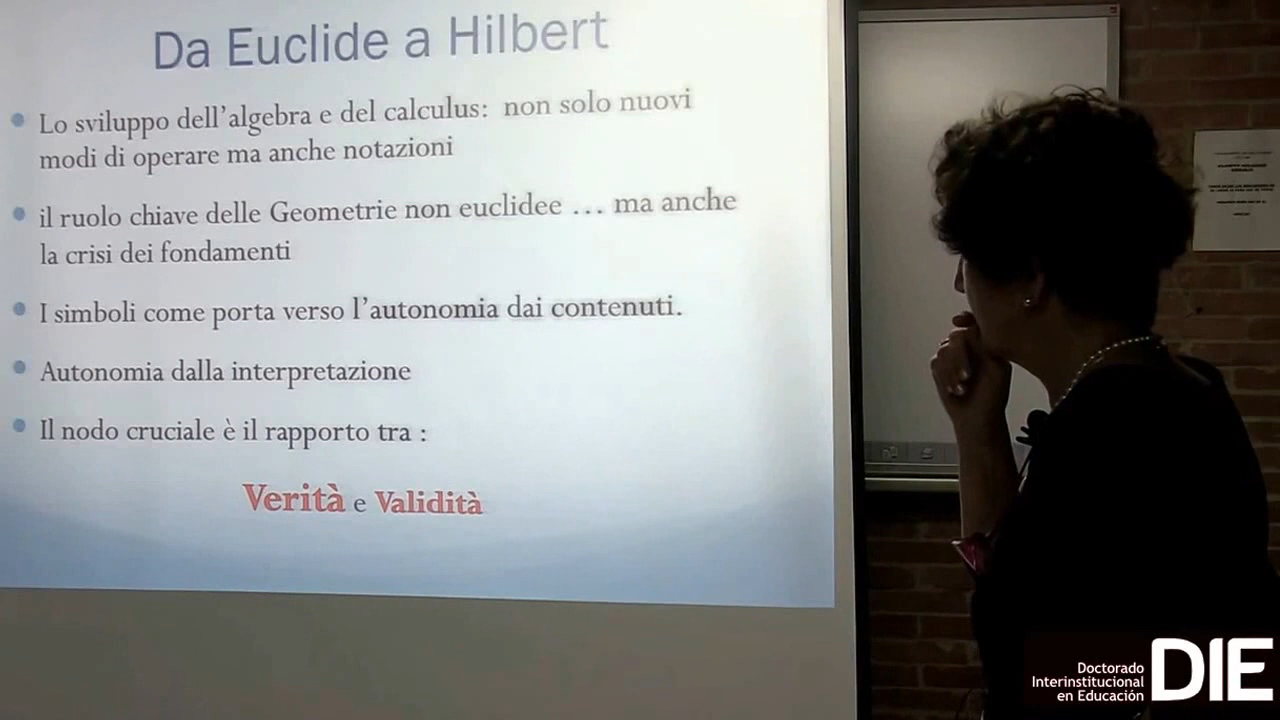 Da Euclide a Hilbert
Lo sviluppo dell'algebra e del calculus: non solo nuovi
modi di operare ma anche notazioni
il ruolo chiave delle Geometrie non euclidee … ma anche
la crisi dei fondamenti
I simboli come porta verso l'autonomia dai contenuti.
Autonomia dalla interpretazione
Il nodo cruciale è il rapporto tra :
Verità e Validità
Doctorado
Interinstitucional
en Educación
DIE